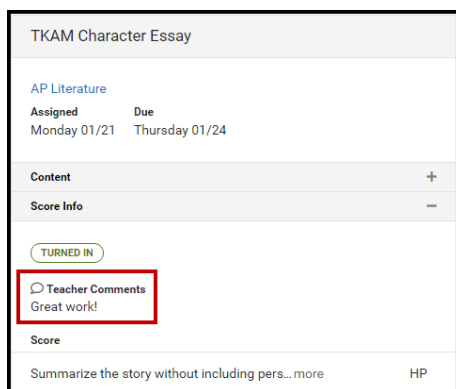 TKAM Character Essay
AP Literature
Assigned Due
Monday 01/21 Thursday 01/24
Content +
Score Info −
TURNED IN
Teacher Comments
Great work!
Score
Summarize the story without including pers... more HP